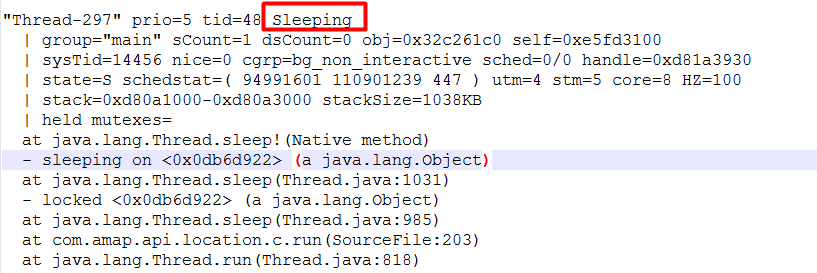 "Thread-297" prio=5 tid=48 Sleeping
| group="main" sCount=1 dsCount=0 obj=0x32c261c0 self=0xe5fd3100
| sysTid=14456 nice=0 cgrp=bg_non_interactive sched=0/0 handle=0xd81a3930
| state=S schedstat=( 94991601 110901239 447 ) utm=4 stm=5 core=8 HZ=100
| stack=0xd80a1000-0xd80a3000 stackSize=1038KB
| held mutexes=
at java.lang.Thread.sleep!(Native method)
- sleeping on <0x0db6d922> (a java.lang.Object)
at java.lang.Thread.sleep(Thread.java:1031)
- locked <0x0db6d922> (a java.lang.Object)
at java.lang.Thread.sleep(Thread.java:985)
at com.amap.api.location.c.run(SourceFile:203)
at java.lang.Thread.run(Thread.java:818)